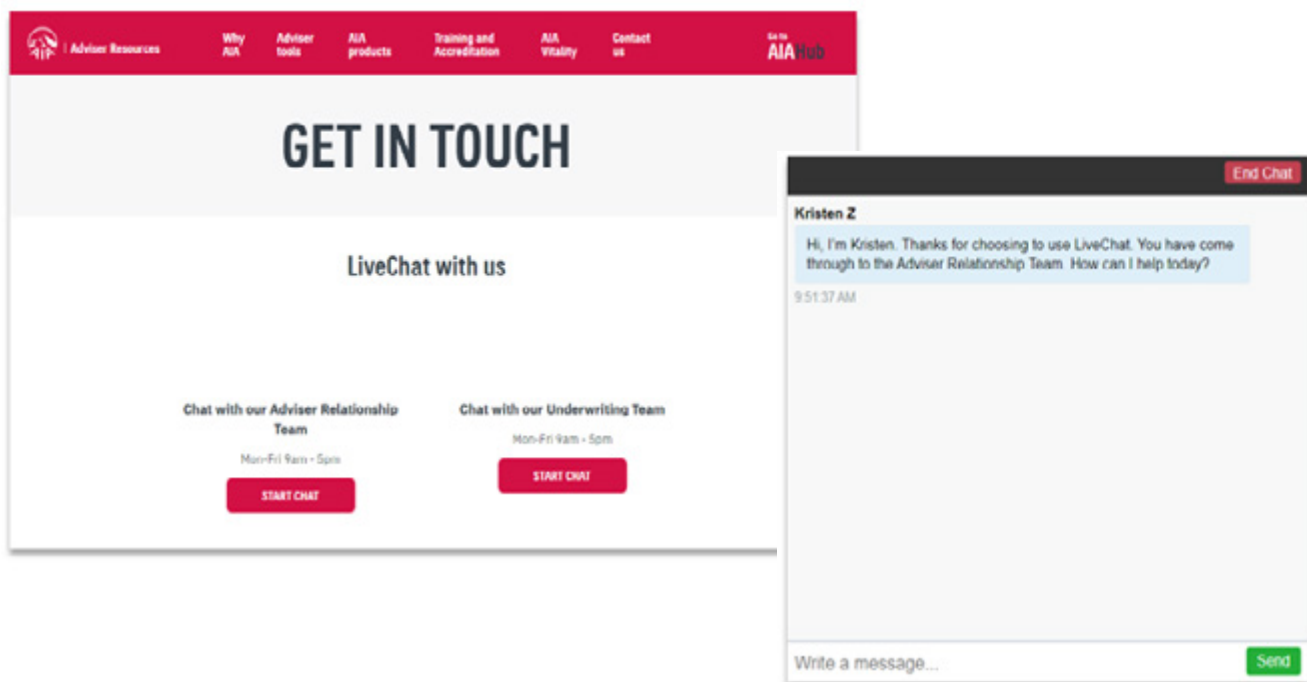 AIA | Adviser Resources
Why AIA
Adviser tools
AIA products
Training and Accreditation
AIA Vitality
Contact us
Go to
AIA Hub
GET IN TOUCH
LiveChat with us
Chat with our Adviser Relationship
Team
Mon-Fri 9am - 5pm
START CHAT
Chat with our Underwriting Team
Mon-Fri 9am - 5pm
START CHAT
End Chat
Kristen Z
Hi, I'm Kristen. Thanks for choosing to use LiveChat. You have come
through to the Adviser Relationship Team. How can I help today?
9:51:37 AM
Write a message...
Send